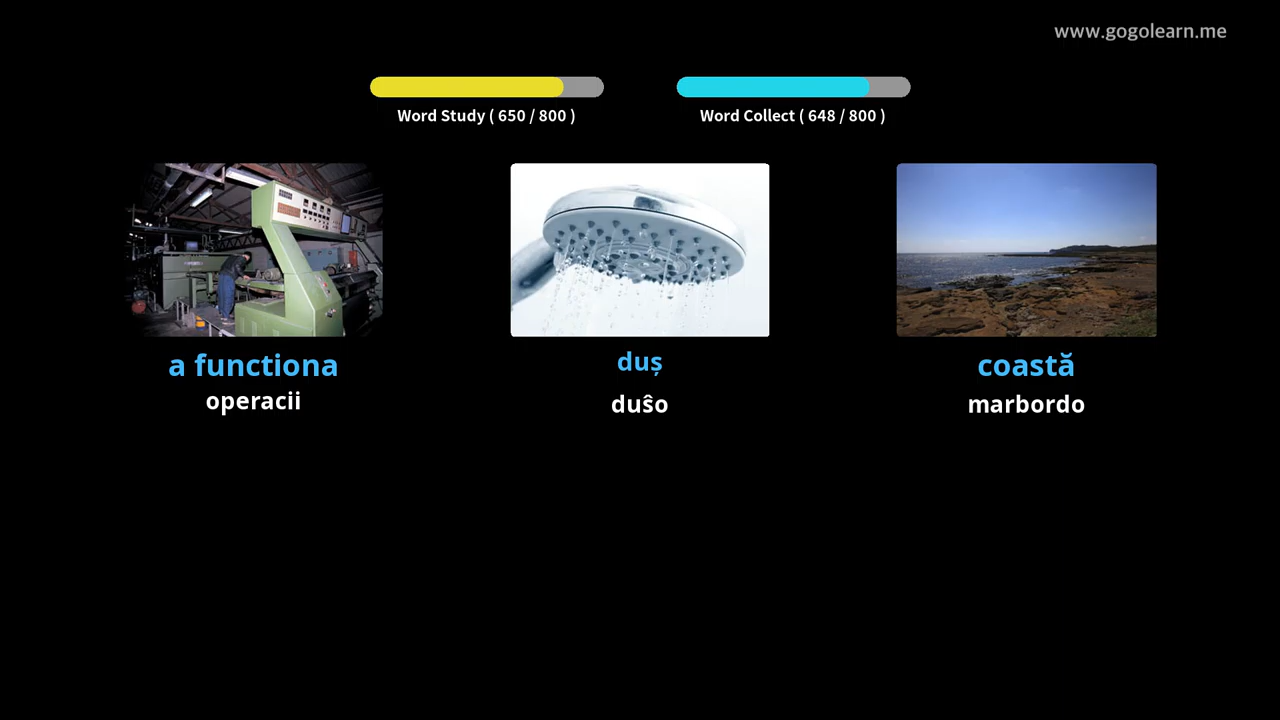 www.gogolearn.me
Word Study ( 650 / 800 )
Word Collect ( 648 / 800 )
a functiona
operacii
duș
duŝo
coastă
marbordo